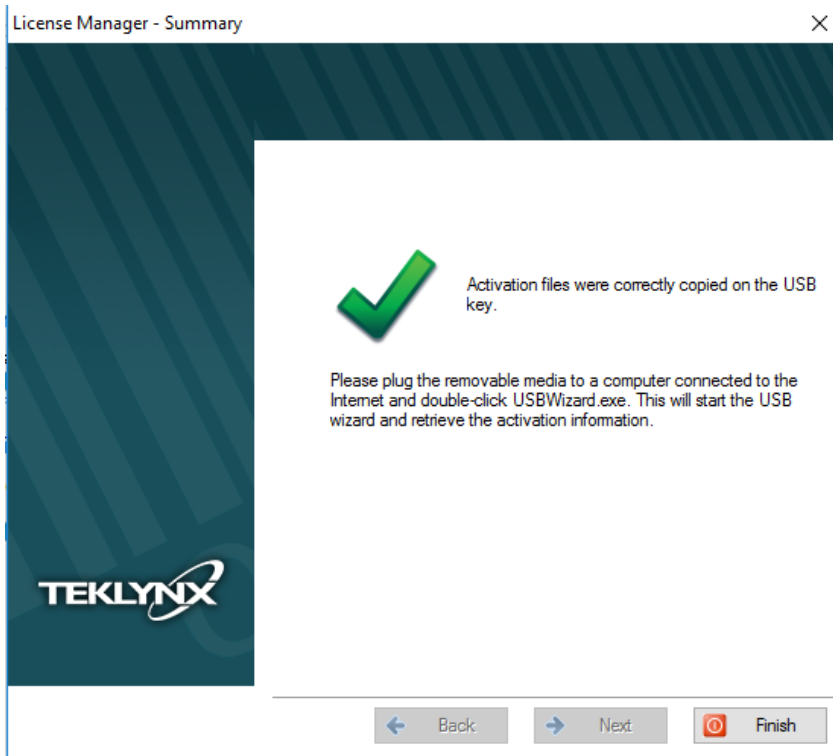 License Manager - Summary
Activation files were correctly copied on the USB
key.
Please plug the removable media to a computer connected to the
Internet and double-click USBWizard.exe. This will start the USB
wizard and retrieve the activation information.
TEKLYNX
Back
Next
Finish